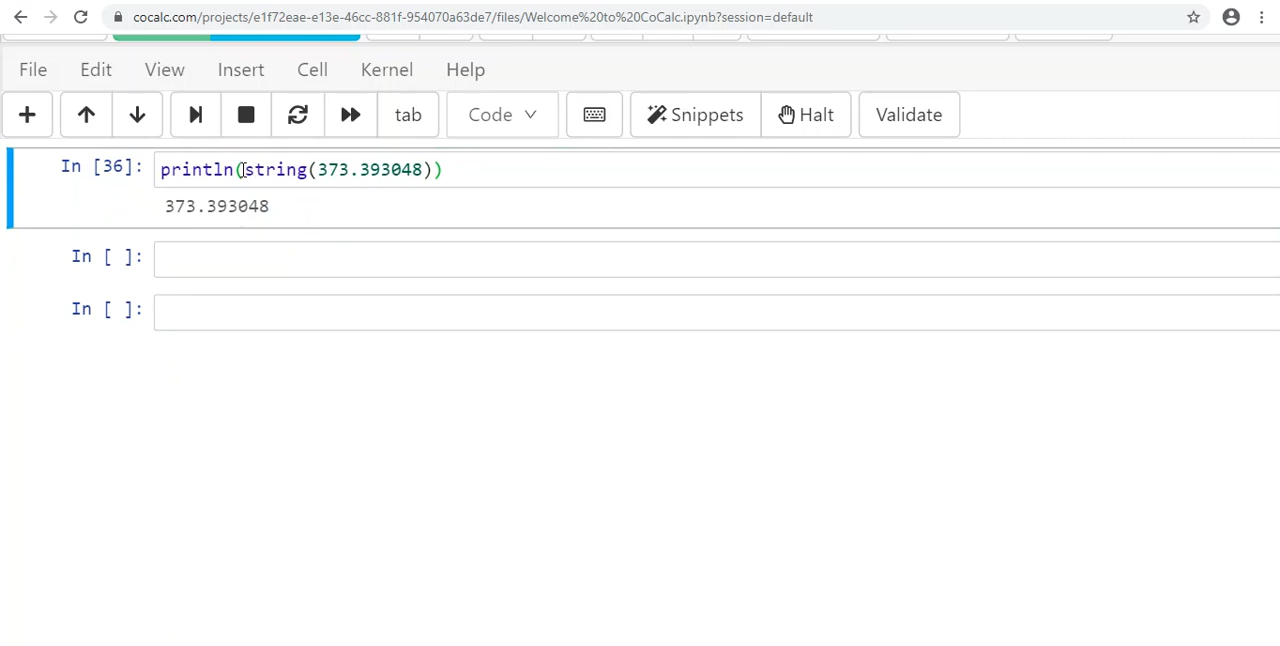 cocalc.com/projects/e1f72eae-e13e-46cc-881f-954070a63de7/files/Welcome%20to%20CoCalc.ipynb?session=default
File Edit View Insert Cell Kernel Help
tab Code Snippets Halt Validate
In [36]: println(string(373.393048))
373.393048
In [ ]:
In [ ]: